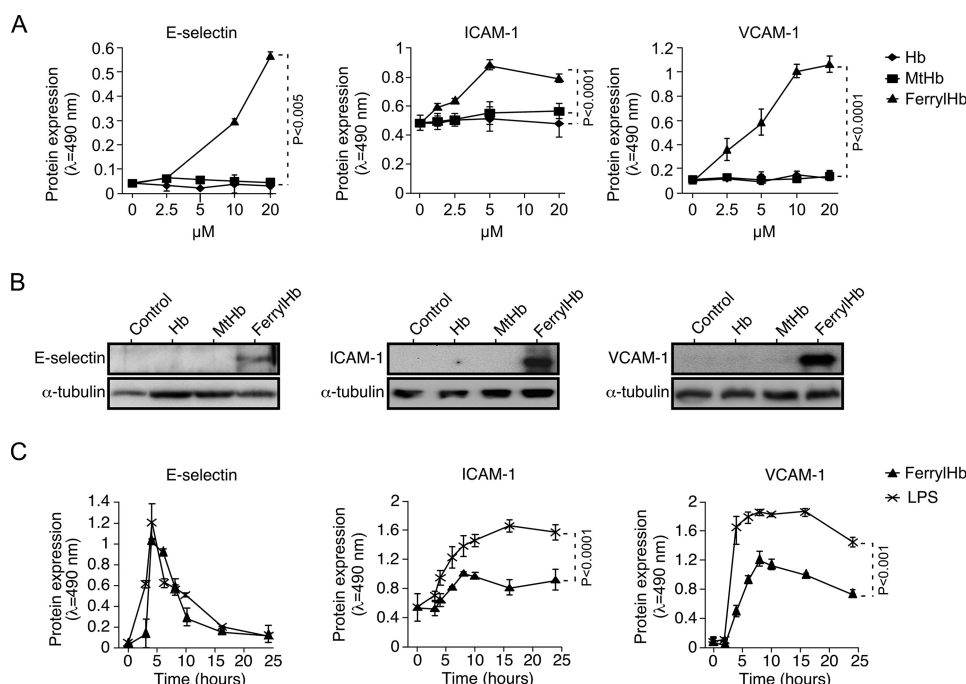 A
E-selectin
Protein expression
(λ=490 nm)
0.6
0.5
0.4
0.3
0.2
0.1
0
0 2.5 5 10 20
μM
P<0.005
ICAM-1
Protein expression
(λ=490 nm)
1
0.8
0.6
0.4
0.2
0
0 2.5 5 20
μM
P<0.0001
VCAM-1
Protein expression
(λ=490 nm)
1.2
0.9
0.6
0.3
0
0 2.5 5 10 20
μM
P<0.0001
Hb
MtHb
FerrylHb
B
Control Hb MtHb FerrylHb
E-selectin
α-tubulin
Control Hb MtHb FerrylHb
ICAM-1
α-tubulin
Control Hb MtHb FerrylHb
VCAM-1
α-tubulin
C
E-selectin
Protein expression
(λ=490 nm)
1.4
1.2
1
0.8
0.6
0.4
0.2
0
0 5 10 15 20 25
Time (hours)
ICAM-1
Protein expression
(λ=490 nm)
2
1.6
1.2
0.8
0.4
0
0 5 10 15 20 25
Time (hours)
P<0.0001
VCAM-1
Protein expression
(λ=490 nm)
2
1.6
1.2
0.8
0.4
0
0 5 10 15 20 25
Time (hours)
P<0.001
FerrylHb
LPS